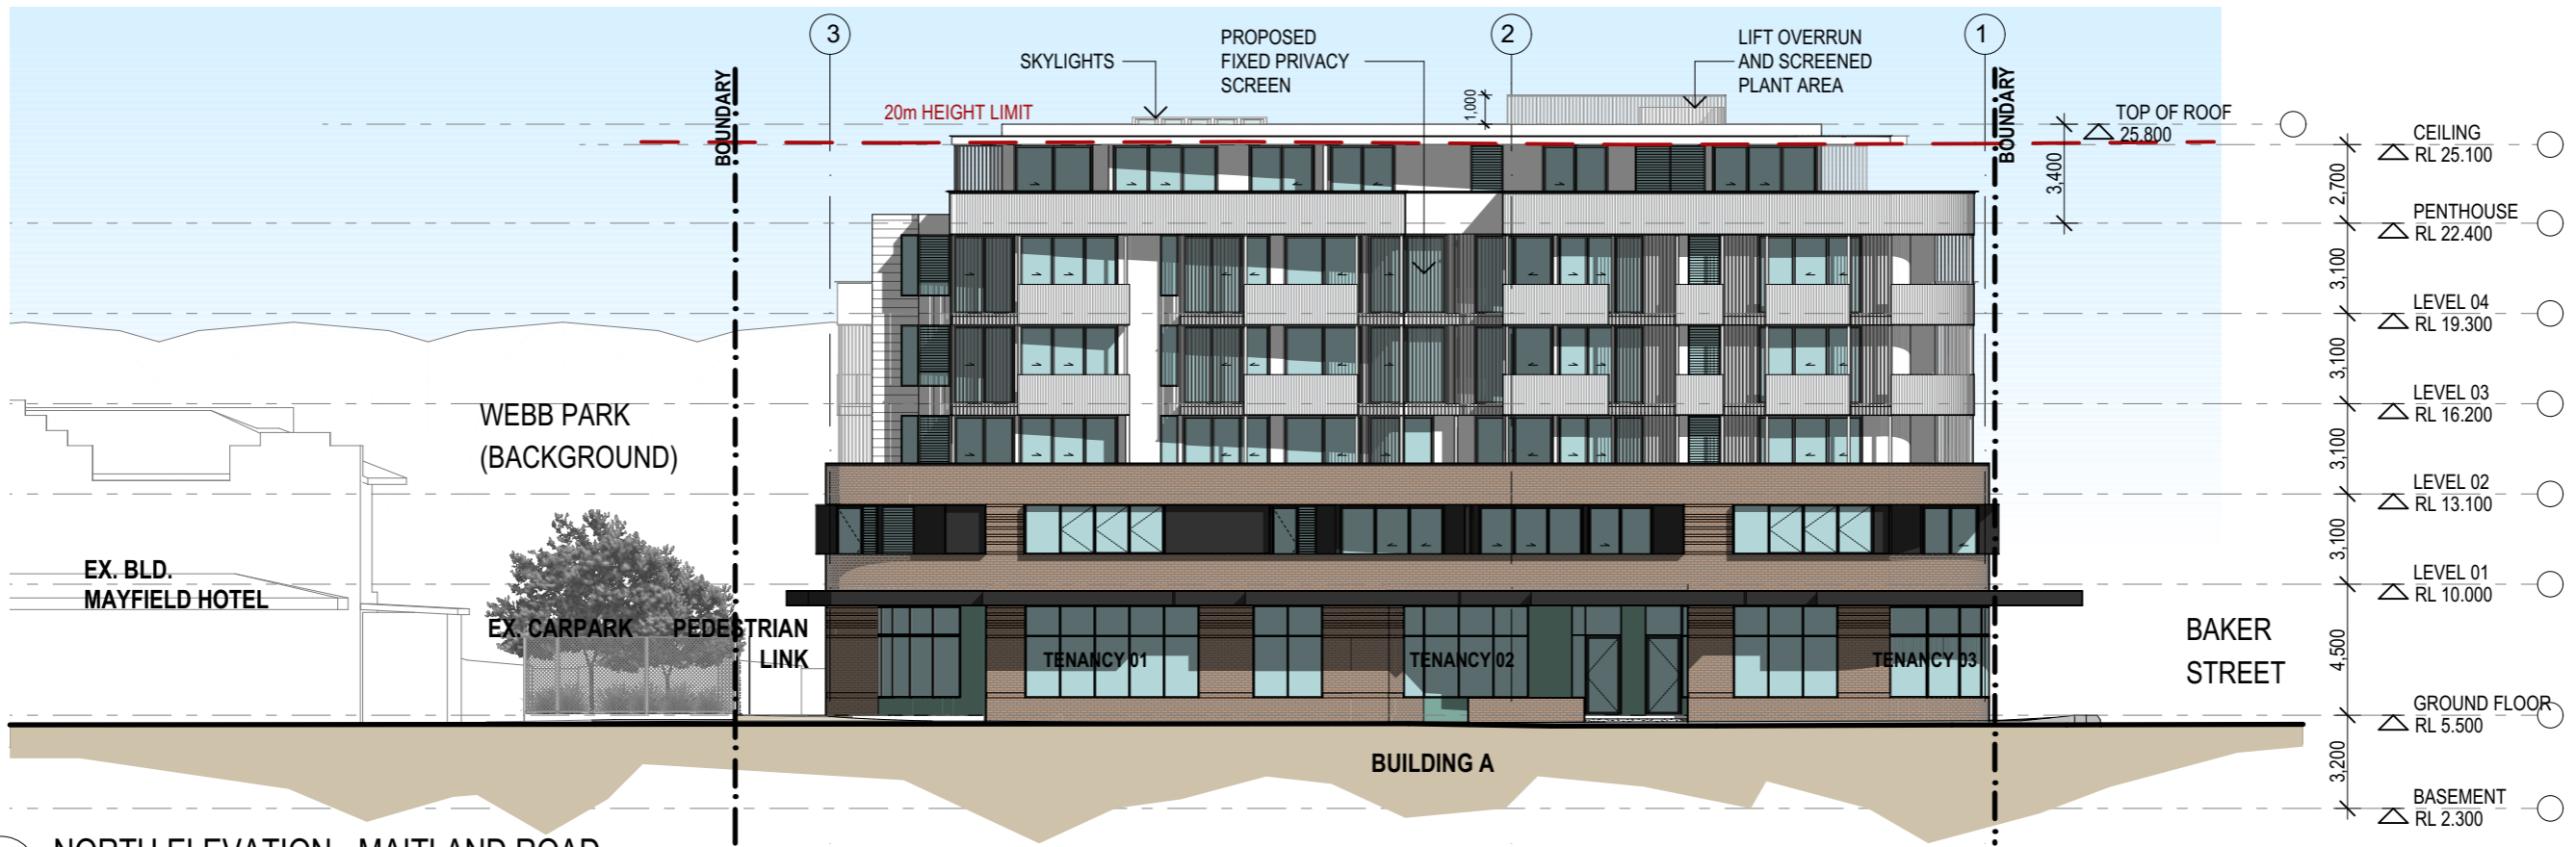 3
2
1
SKYLIGHTS
PROPOSED
FIXED PRIVACY
SCREEN
LIFT OVERRUN
AND SCREENED
PLANT AREA
BOUNDARY
20m HEIGHT LIMIT
1,000
BOUNDARY
TOP OF ROOF
25.800
3,400
CEILING
RL 25.100
2,700
PENTHOUSE
RL 22.400
3,100
LEVEL 04
RL 19.300
3,100
LEVEL 03
RL 16.200
3,100
LEVEL 02
RL 13.100
3,100
LEVEL 01
RL 10.000
4,500
GROUND FLOOR
RL 5.500
3,200
BASEMENT
RL 2.300
WEBB PARK
(BACKGROUND)
EX. BLD.
MAYFIELD HOTEL
EX. CARPARK
PEDESTRIAN
LINK
TENANCY 01
TENANCY 02
TENANCY 03
BAKER
STREET
BUILDING A
NORTH ELEVATION - MAITLAND ROAD